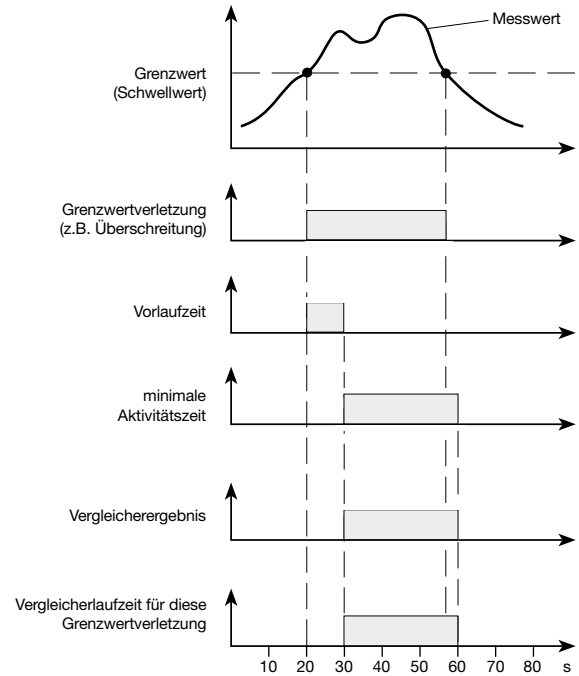 Messwert
Grenzwert
(Schwellwert)
Grenzwertverletzung
(z.B. Überschreitung)
Vorlaufzeit
minimale
Aktivitätszeit
Vergleicherergebnis
Vergleicherlaufzeit für diese
Grenzwertverletzung
10 20 30 40 50 60 70 80 s